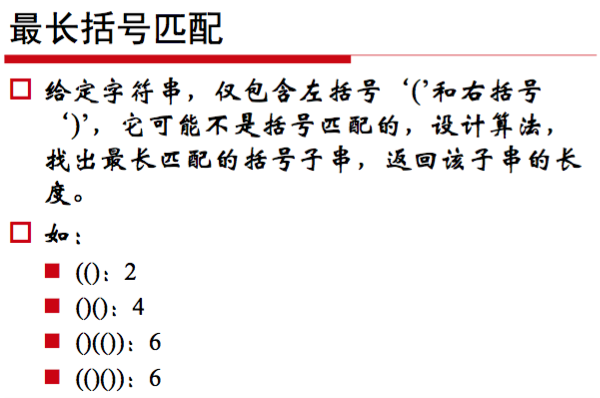 最长括号匹配
给定字符串，仅包含左括号‘(’和右括号
‘)’，它可能不是括号匹配的，设计算法，
找出最长匹配的括号子串，返回该子串的长
度。
如：
(()：2
()()：4
()(())：6
(()())：6